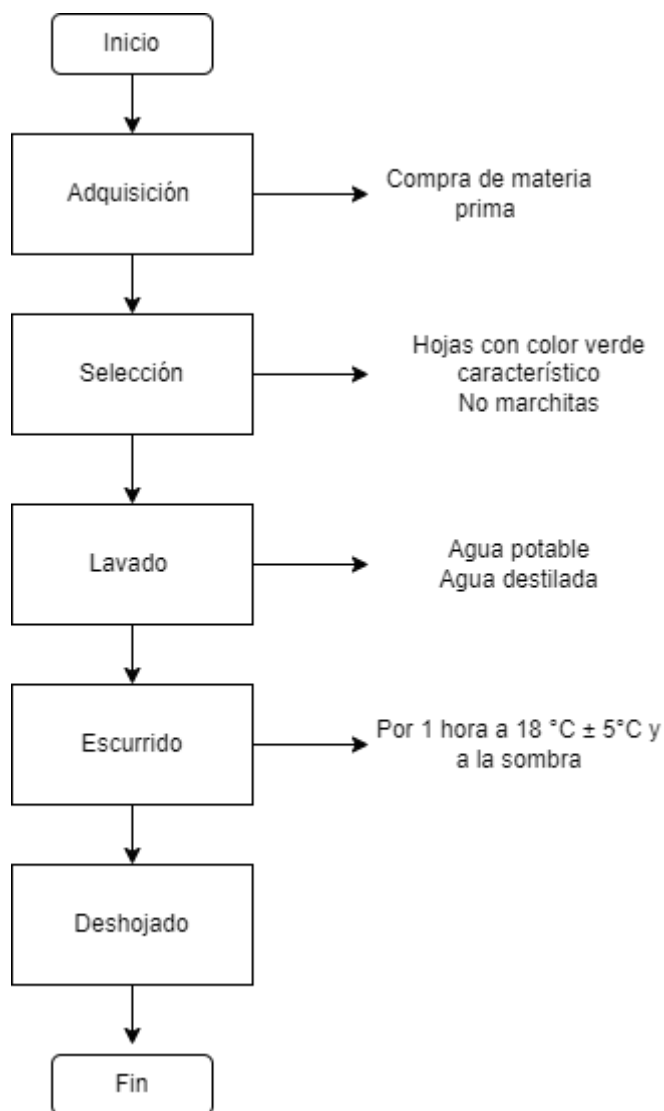 Inicio
Adquisición
Compra de materia
prima
Selección
Hojas con color verde
característico
No marchitas
Lavado
Agua potable
Agua destilada
Escurrido
Por 1 hora a 18 °C ± 5°C y
a la sombra
Deshojado
Fin